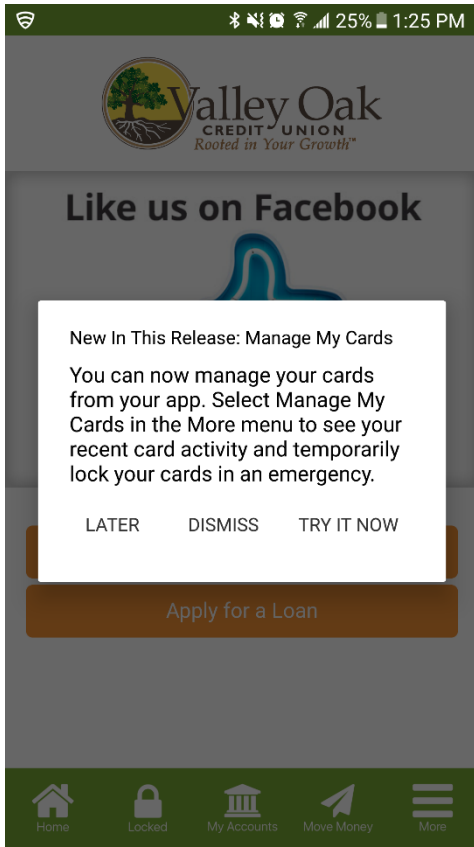 25% 1:25 PM
Valley Oak
CREDIT UNION
Rooted in Your Growth™
Like us on Facebook
New In This Release: Manage My Cards
You can now manage your cards
from your app. Select Manage My
Cards in the More menu to see your
recent card activity and temporarily
lock your cards in an emergency.
LATER DISMISS TRY IT NOW
Apply for a Loan
Home Locked My Accounts Move Money More